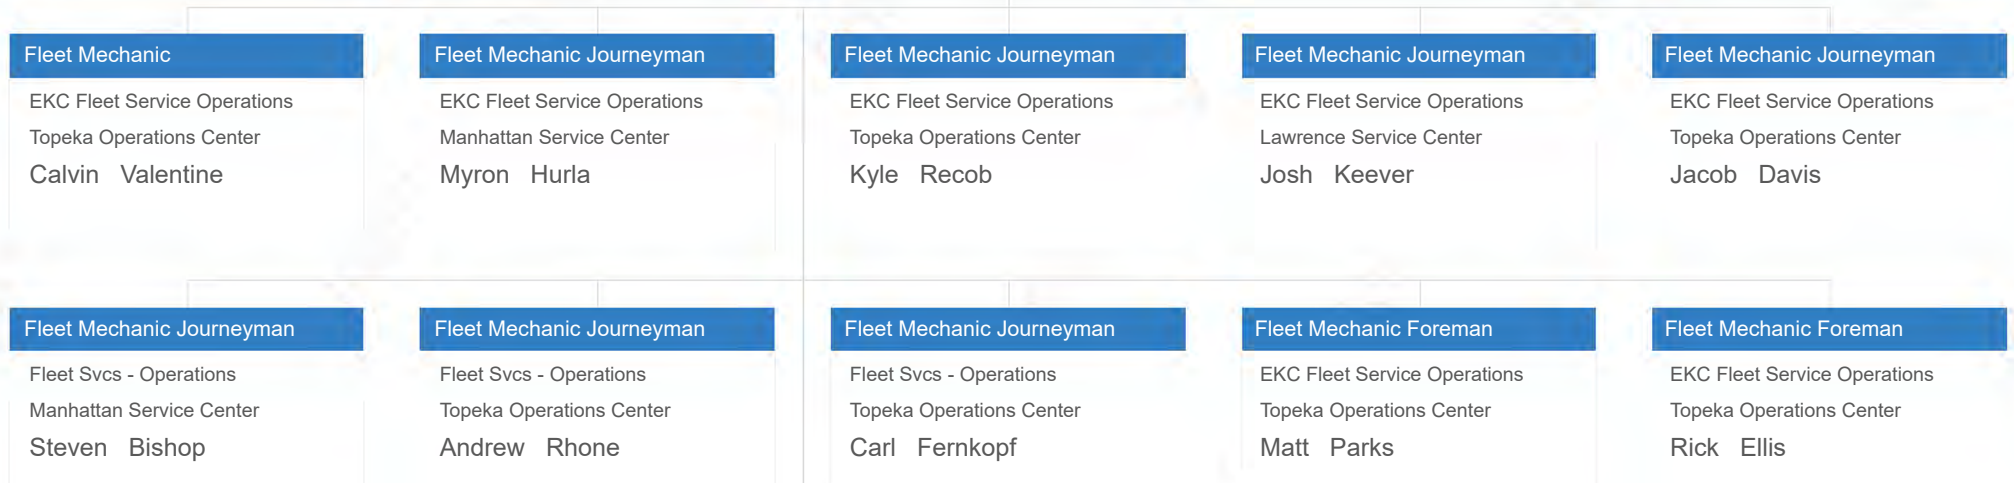 Fleet Mechanic
EKC Fleet Service Operations
Topeka Operations Center
Calvin Valentine
Fleet Mechanic Journeyman
EKC Fleet Service Operations
Manhattan Service Center
Myron Hurla
Fleet Mechanic Journeyman
EKC Fleet Service Operations
Topeka Operations Center
Kyle Recob
Fleet Mechanic Journeyman
EKC Fleet Service Operations
Lawrence Service Center
Josh Keever
Fleet Mechanic Journeyman
EKC Fleet Service Operations
Topeka Operations Center
Jacob Davis
Fleet Mechanic Journeyman
Fleet Svcs - Operations
Manhattan Service Center
Steven Bishop
Fleet Mechanic Journeyman
Fleet Svcs - Operations
Topeka Operations Center
Andrew Rhone
Fleet Mechanic Journeyman
Fleet Svcs - Operations
Topeka Operations Center
Carl Fernkopf
Fleet Mechanic Foreman
EKC Fleet Service Operations
Topeka Operations Center
Matt Parks
Fleet Mechanic Foreman
EKC Fleet Service Operations
Topeka Operations Center
Rick Ellis